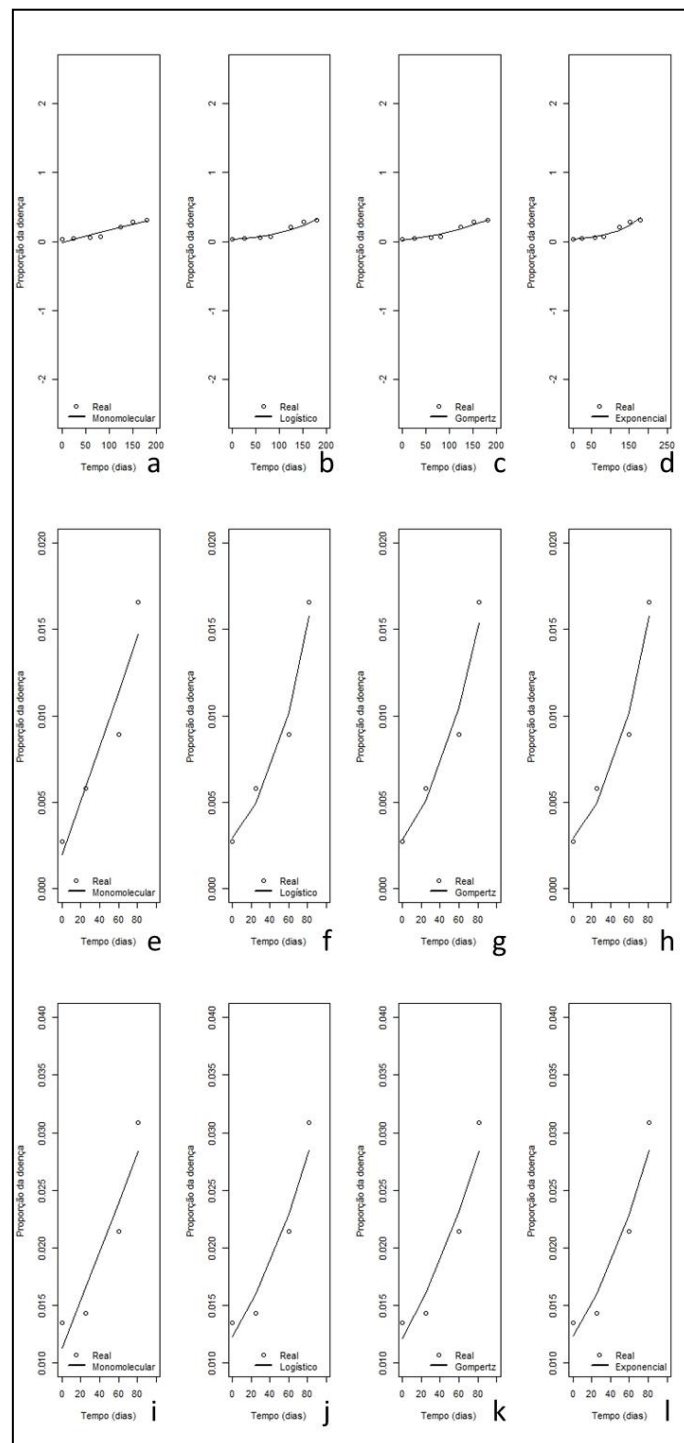 Proporção da doença
2
1
0
-1
-2
Real
Monomolecular
0 50 100 150 200
Tempo (dias)
a
Proporção da doença
2
1
0
-1
-2
Real
Logístico
0 50 100 150 200
Tempo (dias)
b
Proporção da doença
2
1
0
-1
-2
Real
Gompertz
0 50 100 150 200
Tempo (dias)
c
Proporção da doença
2
1
0
-1
-2
Real
Exponencial
0 50 150 250
Tempo (dias)
d
Proporção da doença
0.020
0.015
0.010
0.005
0.000
Real
Monomolecular
0 20 40 60 80
Tempo (dias)
e
Proporção da doença
0.020
0.015
0.010
0.005
0.000
Real
Logístico
0 20 40 60 80
Tempo (dias)
f
Proporção da doença
0.020
0.015
0.010
0.005
0.000
Real
Gompertz
0 20 40 60 80
Tempo (dias)
g
Proporção da doença
0.020
0.015
0.010
0.005
0.000
Real
Exponencial
0 20 40 60 80
Tempo (dias)
h
Proporção da doença
0.040
0.035
0.030
0.025
0.020
0.015
0.010
Real
Monomolecular
0 20 40 60 80
Tempo (dias)
i
Proporção da doença
0.040
0.035
0.030
0.025
0.020
0.015
0.010
Real
Logístico
0 20 40 60 80
Tempo (dias)
j
Proporção da doença
0.040
0.035
0.030
0.025
0.020
0.015
0.010
Real
Gompertz
0 20 40 60 80
Tempo (dias)
k
Proporção da doença
0.040
0.035
0.030
0.025
0.020
0.015
0.010
Real
Exponencial
0 20 40 60 80
Tempo (dias)
l